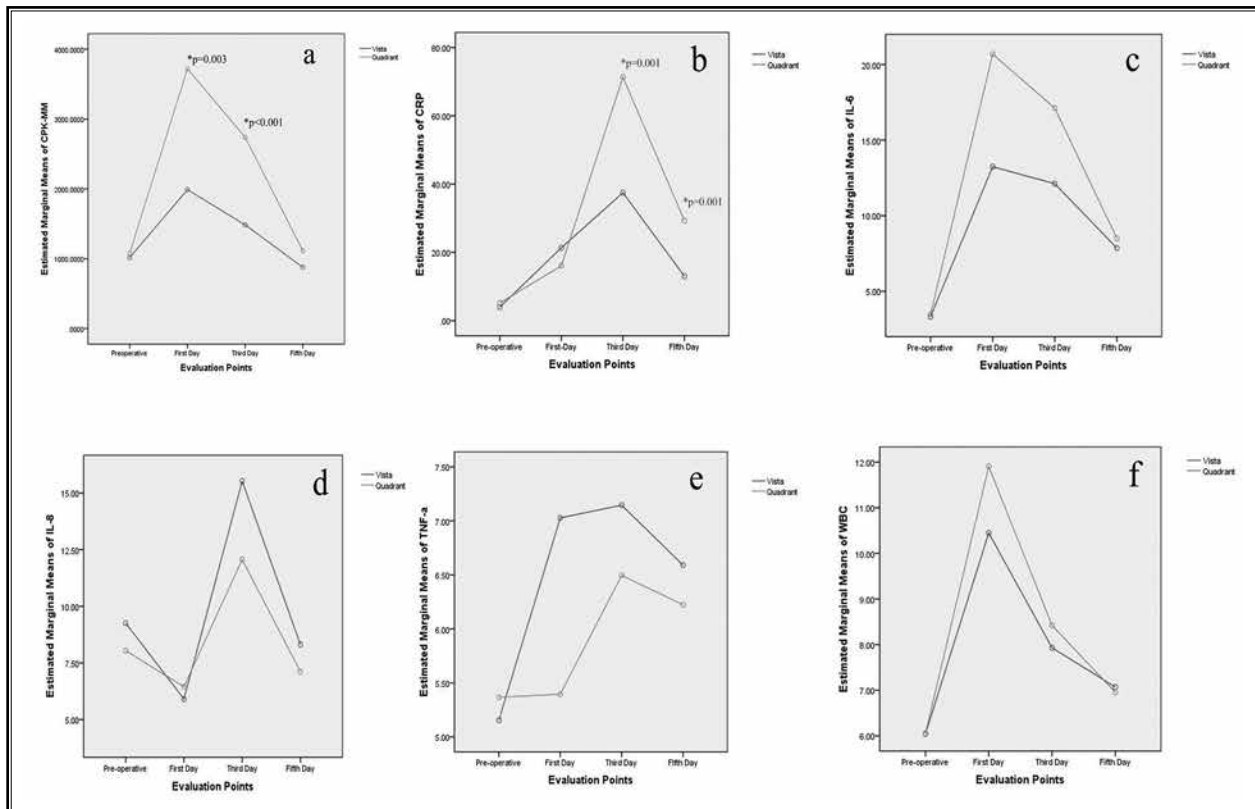 a
4000.0000
3000.0000
2000.0000
1000.0000
.0000
Estimated Marginal Means of CPK-MM
*p=0.003
*p<0.001
Vista
Quadrant
Preoperative
First Day
Third Day
Fifth Day
Evaluation Points
b
80.00
60.00
40.00
20.00
.00
Estimated Marginal Means of CRP
*p=0.001
*p=0.001
Vista
Quadrant
Pre-operative
First-Day
Third Day
Fifth Day
Evaluation Points
c
20.00
15.00
10.00
5.00
Estimated Marginal Means of IL-6
Vista
Quadrant
Pre-operative
First Day
Third Day
Fifth Day
Evaluation Points
d
15.00
12.50
10.00
7.50
5.00
Estimated Marginal Means of IL-8
Vista
Quadrant
Pre-operative
First Day
Third Day
Fifth Day
Evaluation Points
e
7.50
7.00
6.50
6.00
5.50
5.00
Estimated Marginal Means of TNF-a
Vista
Quadrant
Pre-operative
First Day
Third Day
Fifth Day
Evaluation Points
f
12.00
11.00
10.00
9.00
8.00
7.00
6.00
Estimated Marginal Means of WBC
Vista
Quadrant
Pre-operative
First Day
Third Day
Fifth Day
Evaluation Points